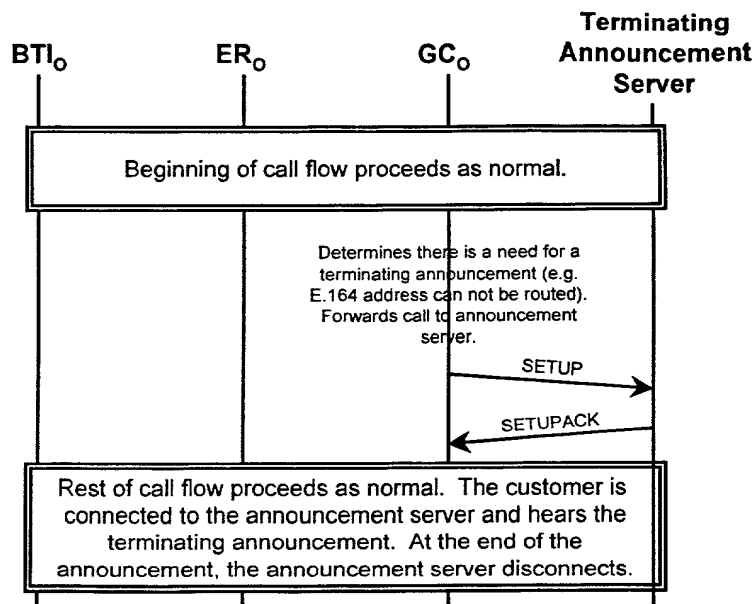 Terminating
Announcement
Server
BTI₀ ER₀ GC₀
Beginning of call flow proceeds as normal.
Determines there is a need for a
terminating announcement (e.g.
E.164 address can not be routed).
Forwards call to announcement
server.
SETUP
SETUPACK
Rest of call flow proceeds as normal. The customer is
connected to the announcement server and hears the
terminating announcement. At the end of the
announcement, the announcement server disconnects.